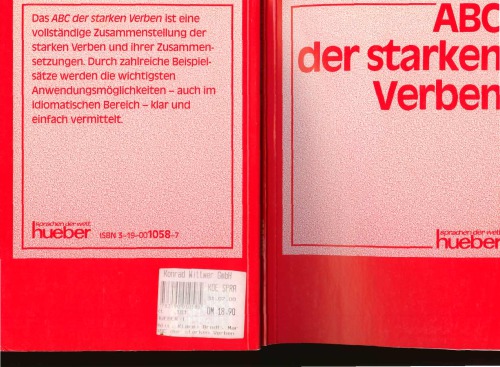 Das ABC der starken Verben ist eine
vollständige Zusammenstellung der
starken Verben und ihrer Zusammen-
setzungen. Durch zahlreiche Beispiel-
sätze werden die wichtigsten
Anwendungsmöglichkeiten – auch im
idiomatischen Bereich – klar und
einfach vermittelt.
sprachen der welt
hueber
ISBN 3-19-001058-7
Konrad Wittwer GmbH
DM 18.90
ABC
der starken
Verben
sprachen der welt
hueber